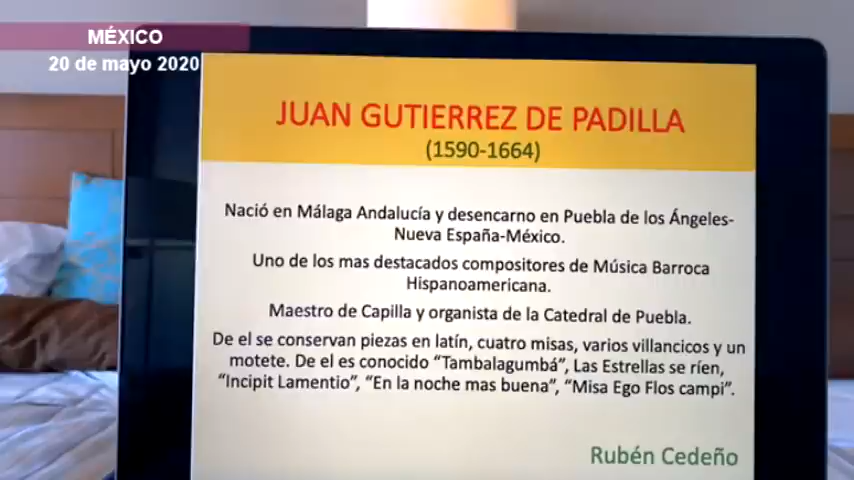 MÉXICO
20 de mayo 2020
JUAN GUTIERREZ DE PADILLA
(1590-1664)
Nació en Málaga Andalucía y desencarno en Puebla de los Ángeles-
Nueva España-México.
Uno de los mas destacados compositores de Música Barroca
Hispanoamericana.
Maestro de Capilla y organista de la Catedral de Puebla.
De el se conservan piezas en latín, cuatro misas, varios villancicos y un
motete. De el es conocido “Tambalagumbá”, Las Estrellas se ríen,
“Incipit Lamentio”, “En la noche mas buena”, “Misa Ego Flos campi”.
Rubén Cedeño